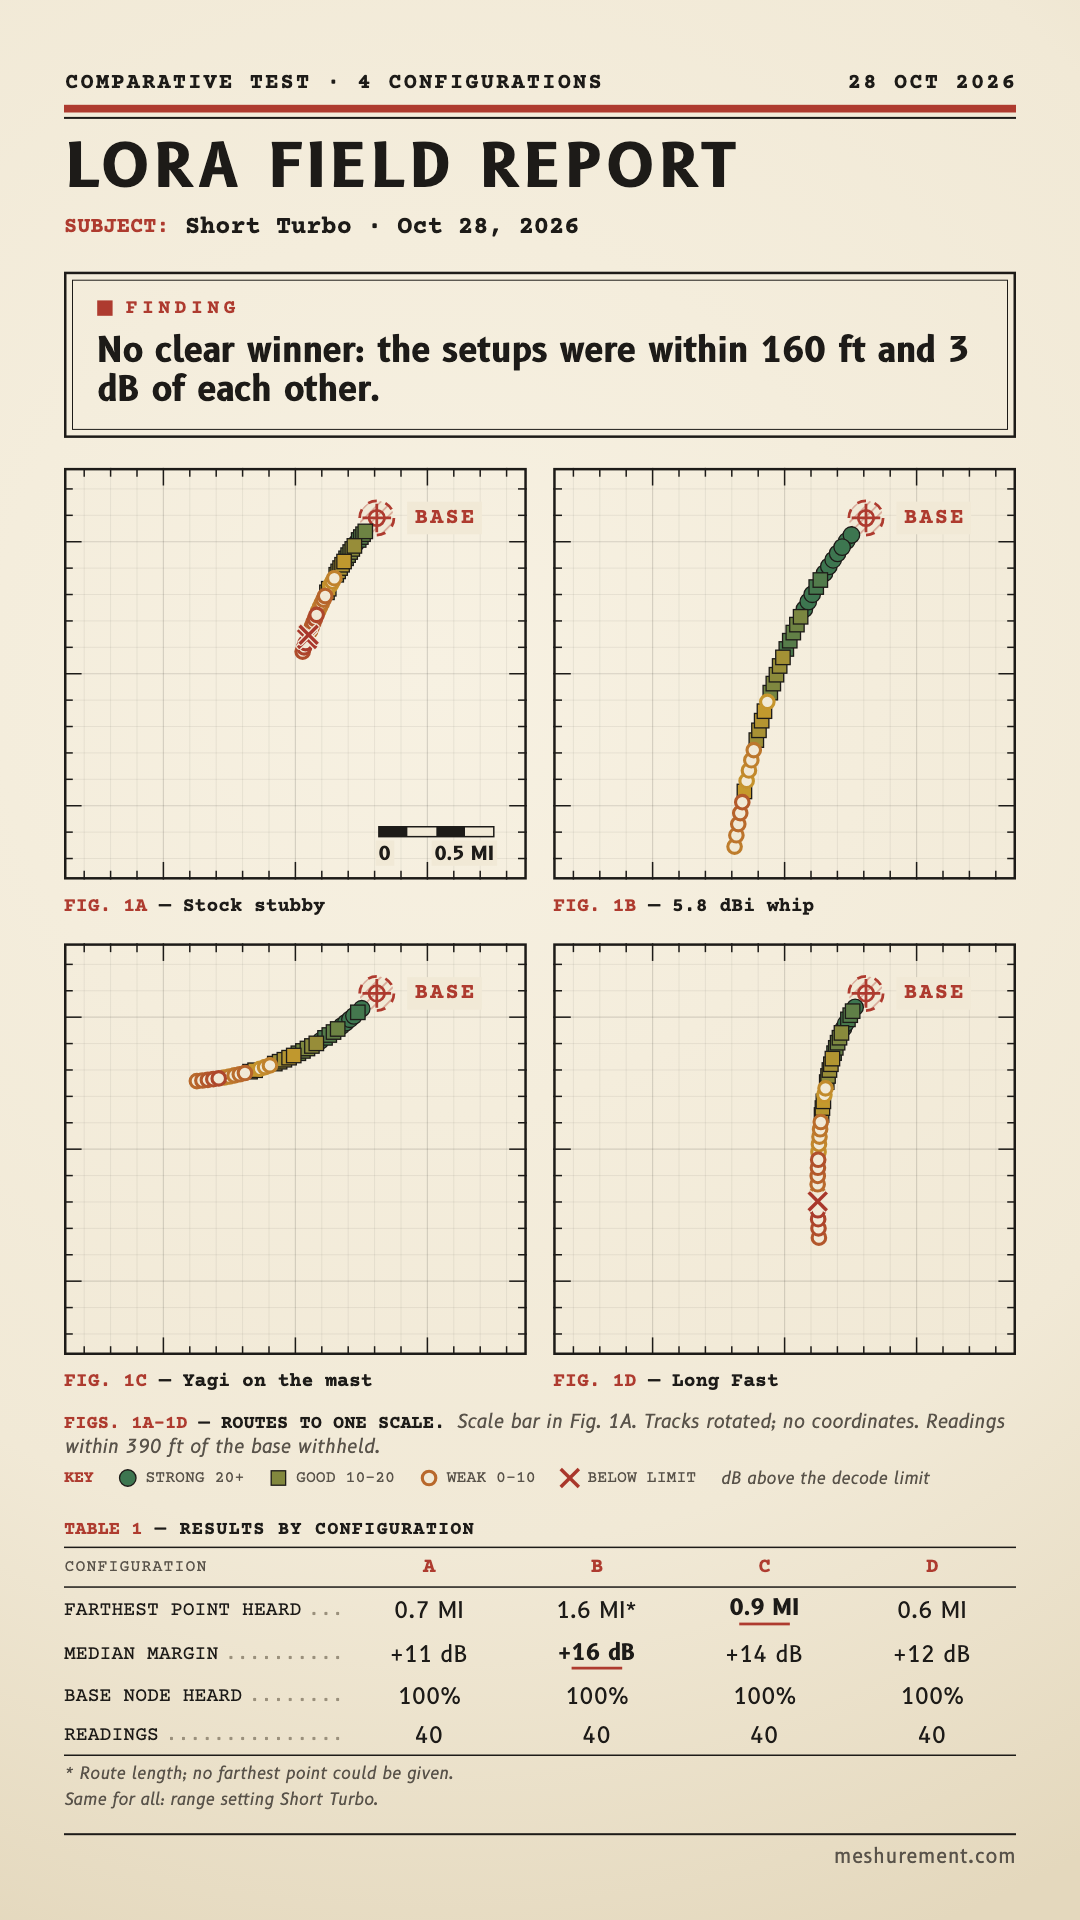 COMPARATIVE TEST · 4 CONFIGURATIONS 28 OCT 2026
LORA FIELD REPORT
SUBJECT: Short Turbo · Oct 28, 2026
FINDING
No clear winner: the setups were within 160 ft and 3
dB of each other.
BASE
0 0.5 MI
FIG. 1A — Stock stubby
BASE
FIG. 1B — 5.8 dBi whip
BASE
FIG. 1C — Yagi on the mast
BASE
FIG. 1D — Long Fast
FIGS. 1A–1D — ROUTES TO ONE SCALE. Scale bar in Fig. 1A. Tracks rotated; no coordinates. Readings
within 390 ft of the base withheld.
KEY STRONG 20+ GOOD 10–20 WEAK 0–10 BELOW LIMIT dB above the decode limit
TABLE 1 — RESULTS BY CONFIGURATION
CONFIGURATION A B C D
FARTHEST POINT HEARD ... 0.7 MI 1.6 MI* 0.9 MI 0.6 MI
MEDIAN MARGIN .......... +11 dB +16 dB +14 dB +12 dB
BASE NODE HEARD ........ 100% 100% 100% 100%
READINGS ............... 40 40 40 40
* Route length; no farthest point could be given.
Same for all: range setting Short Turbo.
meshurement.com